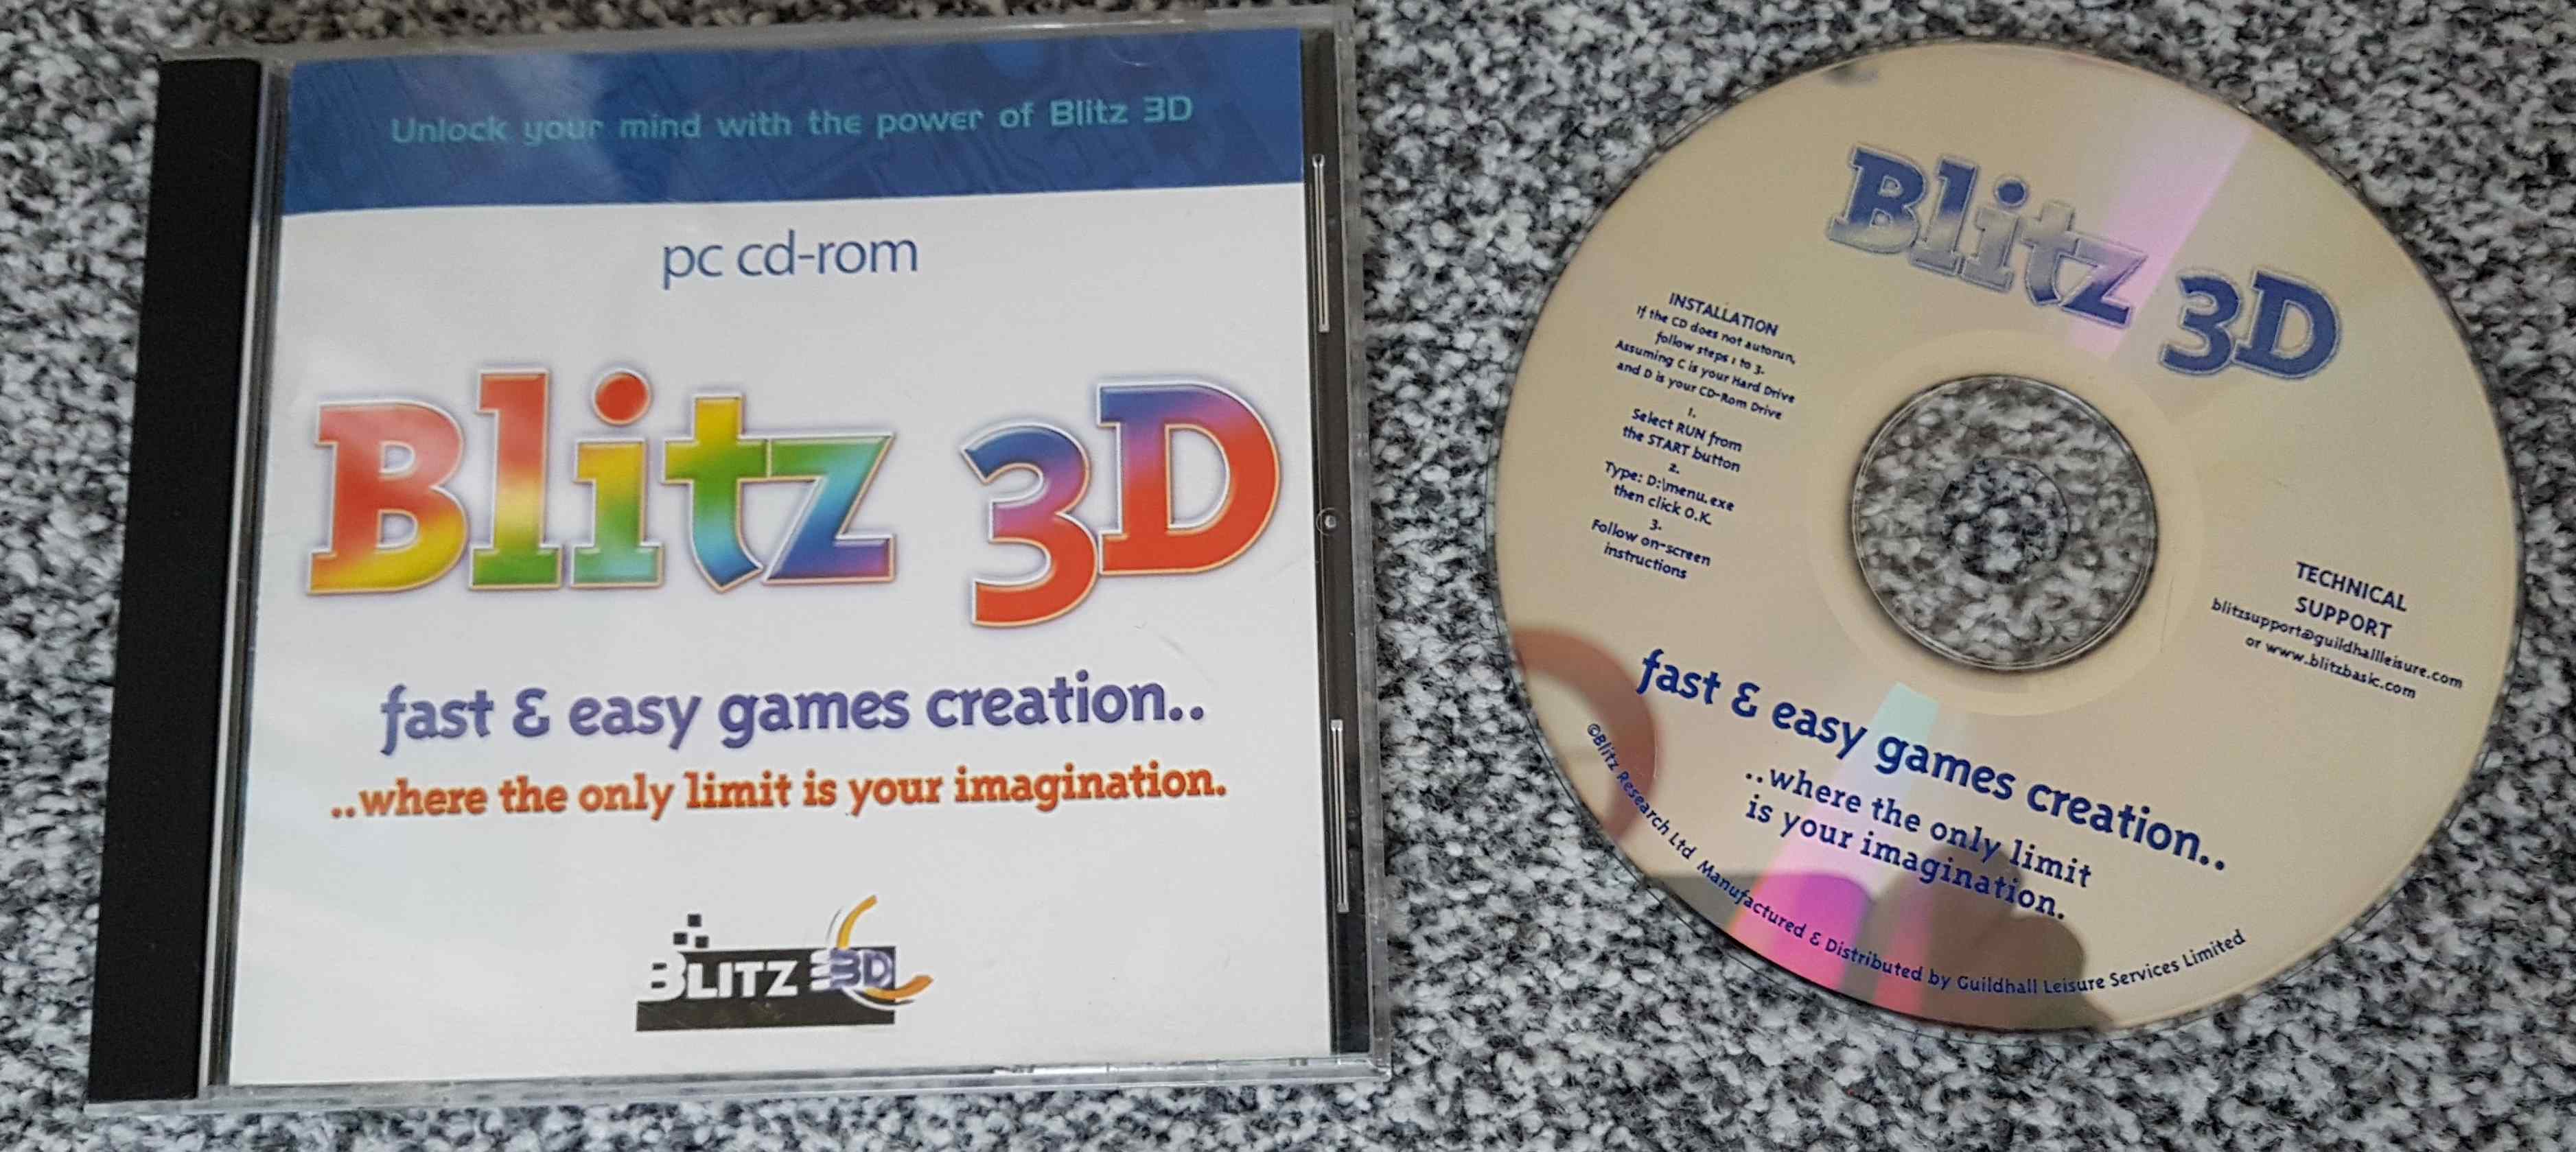 Unlock your mind with the power of Blitz 3D
pc cd-rom
Blitz 3D
fast & easy games creation..
..where the only limit is your imagination.
BLITZ 3D
Blitz 3D
INSTALLATION
If the CD does not autorun,
follow steps 1 to 3.
Assuming C is your Hard Drive
and D is your CD-Rom Drive
1.
Select RUN from
the START button
2.
Type: D:\menu.exe
then click O.K.
3.
Follow on-screen
instructions
TECHNICAL
SUPPORT
blitzsupport@guildhallleisure.com
or www.blitzbasic.com
fast & easy games creation..
..where the only limit
is your imagination.
©Blitz Research Ltd Manufactured & Distributed by Guildhall Leisure Services Limited